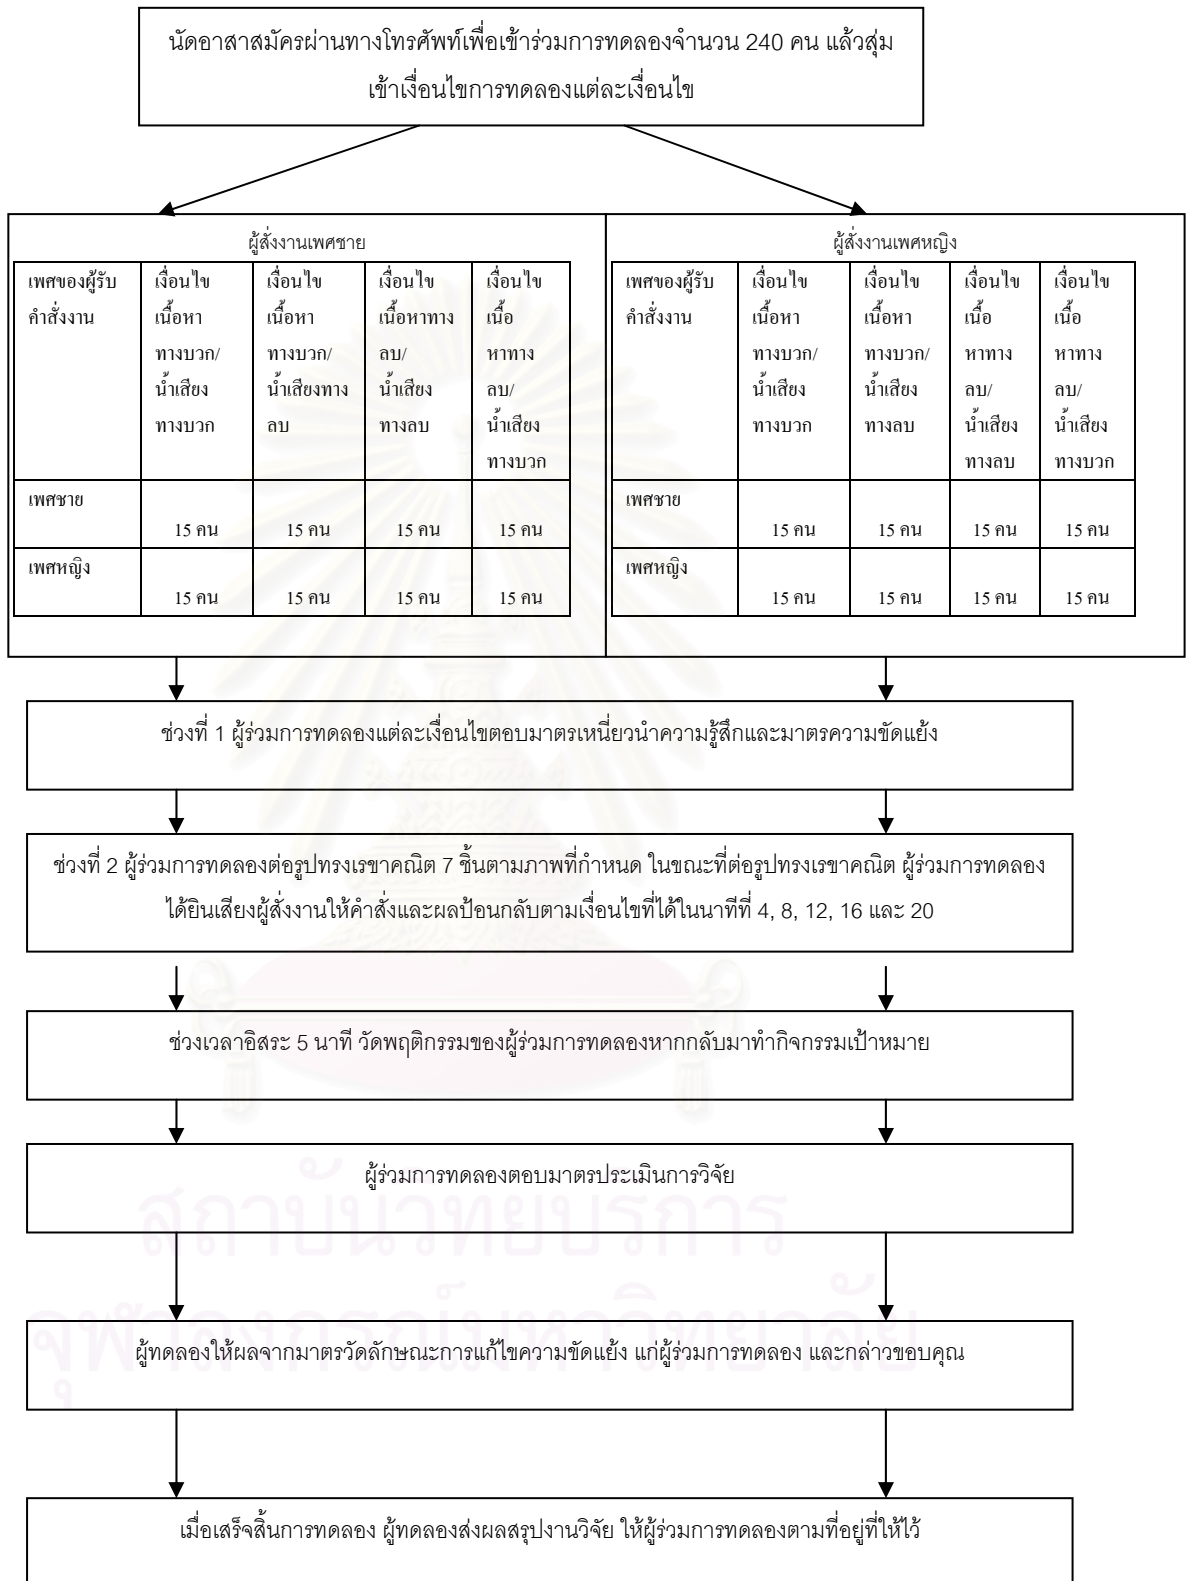 นัดอาสาสมัครผ่านทางโทรศัพท์เพื่อเข้าร่วมการทดลองจำนวน 240 คน แล้วสุ่ม
เข้าเงื่อนไขการทดลองแต่ละเงื่อนไข
ผู้สั่งงานเพศชาย
เพศของผู้รับ เงื่อนไข เงื่อนไข เงื่อนไข เงื่อนไข
คำสั่งงาน เนื้อหา เนื้อหา เนื้อหาทาง เนื้อ
ทางบวก/ ทางบวก/ ลบ/ หาทาง
น้ำเสียง น้ำเสียงทาง น้ำเสียง ลบ/
ทางบวก ลบ ทางลบ น้ำเสียง
ทางบวก
เพศชาย
15 คน 15 คน 15 คน 15 คน
เพศหญิง
15 คน 15 คน 15 คน 15 คน
ผู้สั่งงานเพศหญิง
เพศของผู้รับ เงื่อนไข เงื่อนไข เงื่อนไข เงื่อนไข
คำสั่งงาน เนื้อหา เนื้อหา เนื้อ เนื้อ
ทางบวก/ ทางบวก/ หาทาง หาทาง
น้ำเสียง น้ำเสียง ลบ/ ลบ/
ทางบวก ทางลบ น้ำเสียง น้ำเสียง
ทางลบ ทางบวก
เพศชาย
15 คน 15 คน 15 คน 15 คน
เพศหญิง
15 คน 15 คน 15 คน 15 คน
ช่วงที่ 1 ผู้ร่วมการทดลองแต่ละเงื่อนไขตอบมาตรเหนี่ยวนำความรู้สึกและมาตรความขัดแย้ง
ช่วงที่ 2 ผู้ร่วมการทดลองต่อรูปทรงเรขาคณิต 7 ชิ้นตามภาพที่กำหนด ในขณะที่ต่อรูปทรงเรขาคณิต ผู้ร่วมการทดลอง
ได้ยินเสียงผู้สั่งงานให้คำสั่งและผลป้อนกลับตามเงื่อนไขที่ได้ในนาทีที่ 4, 8, 12, 16 และ 20
ช่วงเวลาอิสระ 5 นาที วัดพฤติกรรมของผู้ร่วมการทดลองหากกลับมาทำกิจกรรมเป้าหมาย
ผู้ร่วมการทดลองตอบมาตรประเมินการวิจัย
สถาบันวิทยบริการ
จุฬาลงกรณ์มหาวิทยาลัย
ผู้ทดลองให้ผลจากมาตรวัดลักษณะการแก้ไขความขัดแย้ง แก่ผู้ร่วมการทดลอง และกล่าวขอบคุณ
เมื่อเสร็จสิ้นการทดลอง ผู้ทดลองส่งผลสรุปงานวิจัย ให้ผู้ร่วมการทดลองตามที่อยู่ที่ให้ไว้